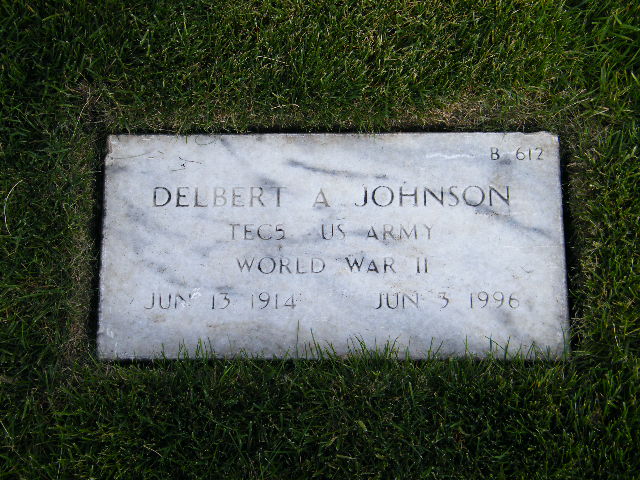 B 612
DELBERT A JOHNSON
TEC5 US ARMY
WORLD WAR II
JUN 13 1914 JUN 3 1996